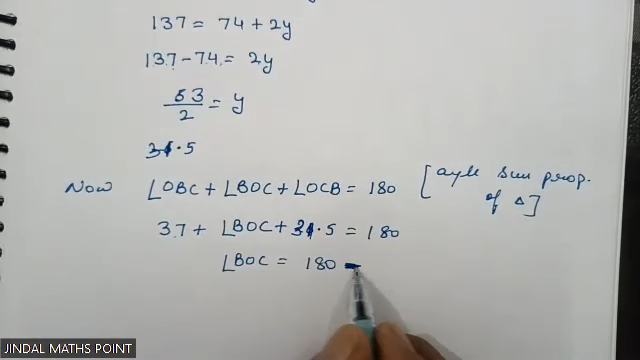 137 = 74 + 2y
137 - 74 = 2y
63/2 = y
31.5
Now ∠OBC + ∠BOC + ∠OCB = 180 [angle sum prop. of Δ]
37 + ∠BOC + 31.5 = 180
∠BOC = 180 -
JINDAL MATHS POINT